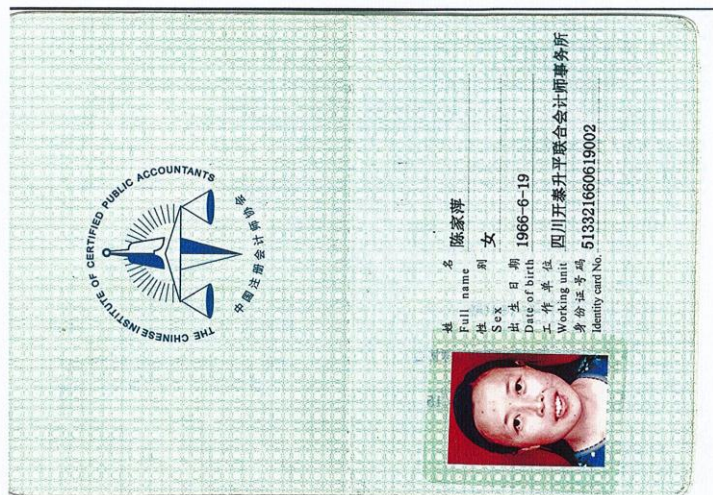 THE CHINESE INSTITUTE OF CERTIFIED PUBLIC ACCOUNTANTS
中国注册会计师协会
姓 名 陈家萍
Full name
性 别 女
Sex
出生日期 1966-6-19
Date of birth
工作单位 四川开泰升平联合会计师事务所
Working unit
身份证号码 513321660619002
Identity card No.